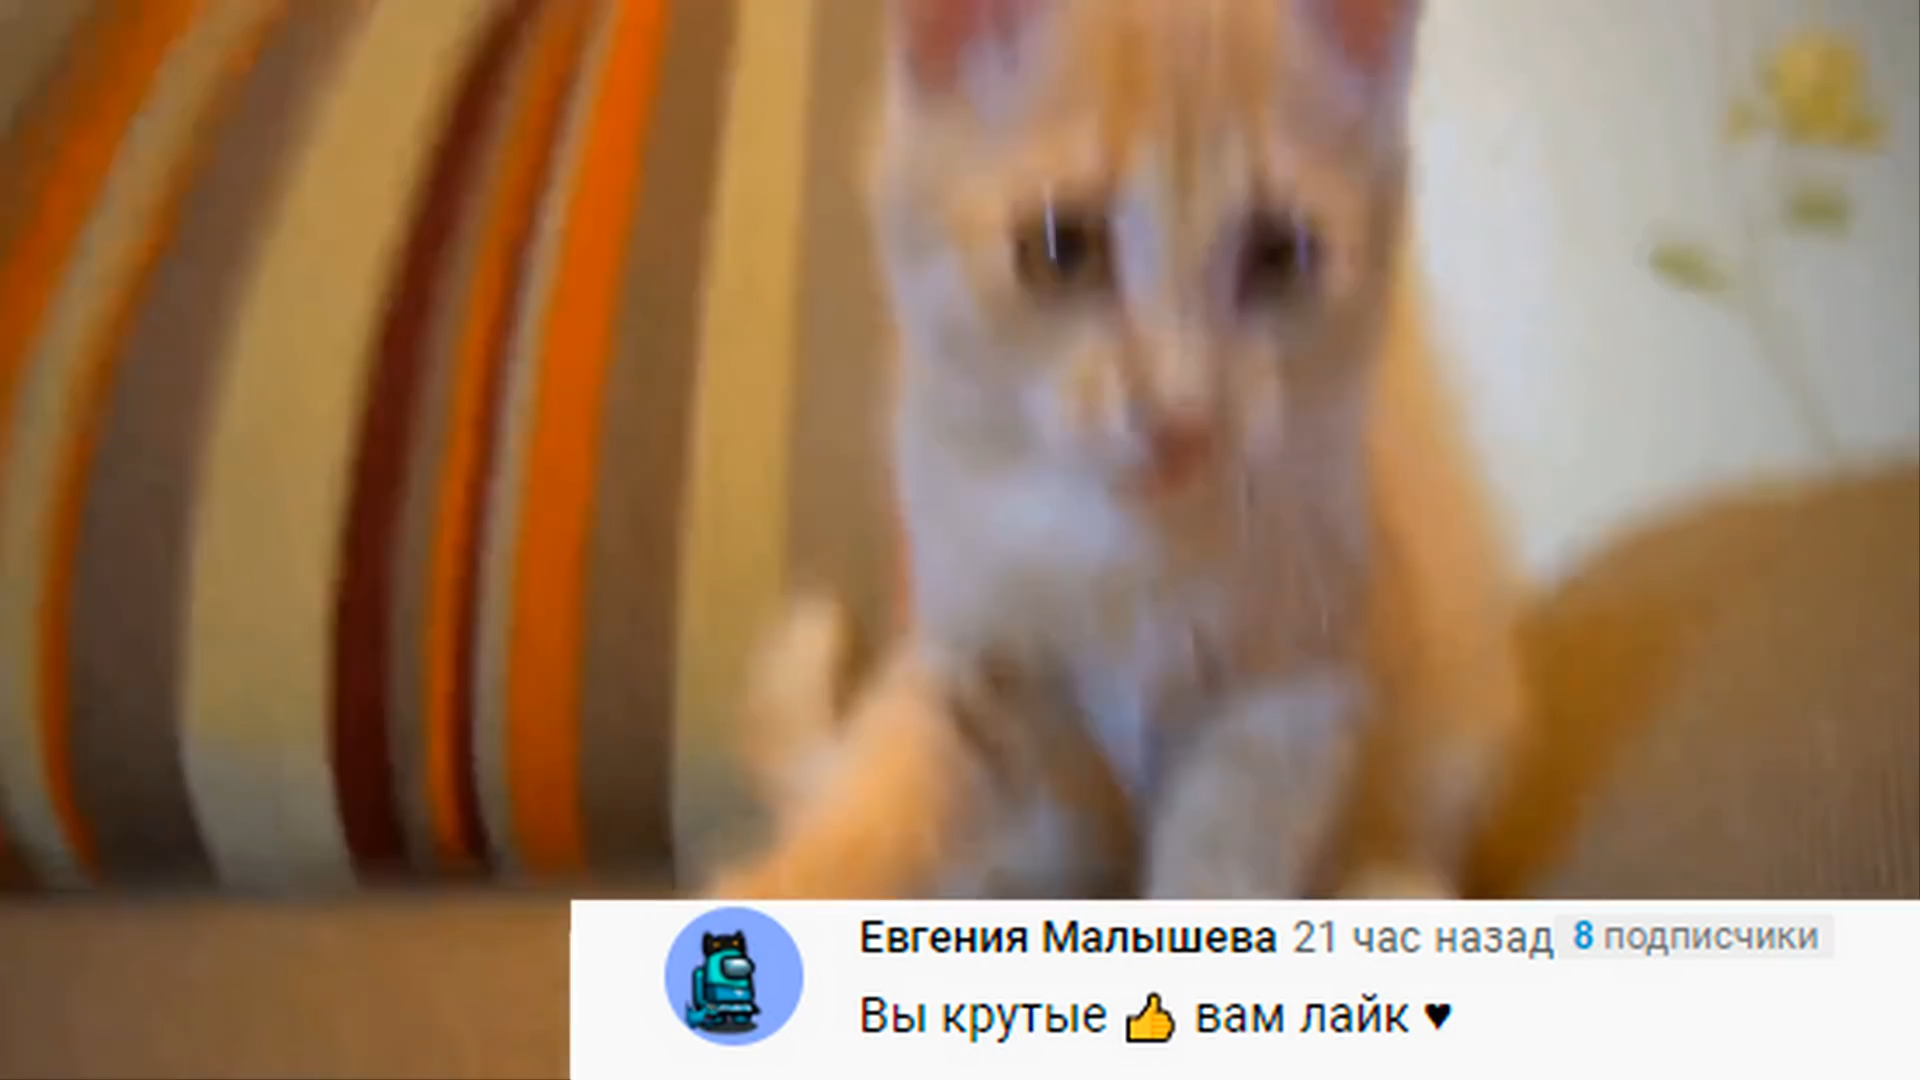 Евгения Малышева 21 час назад 8 подписчики
Вы крутые 👍 вам лайк ♥